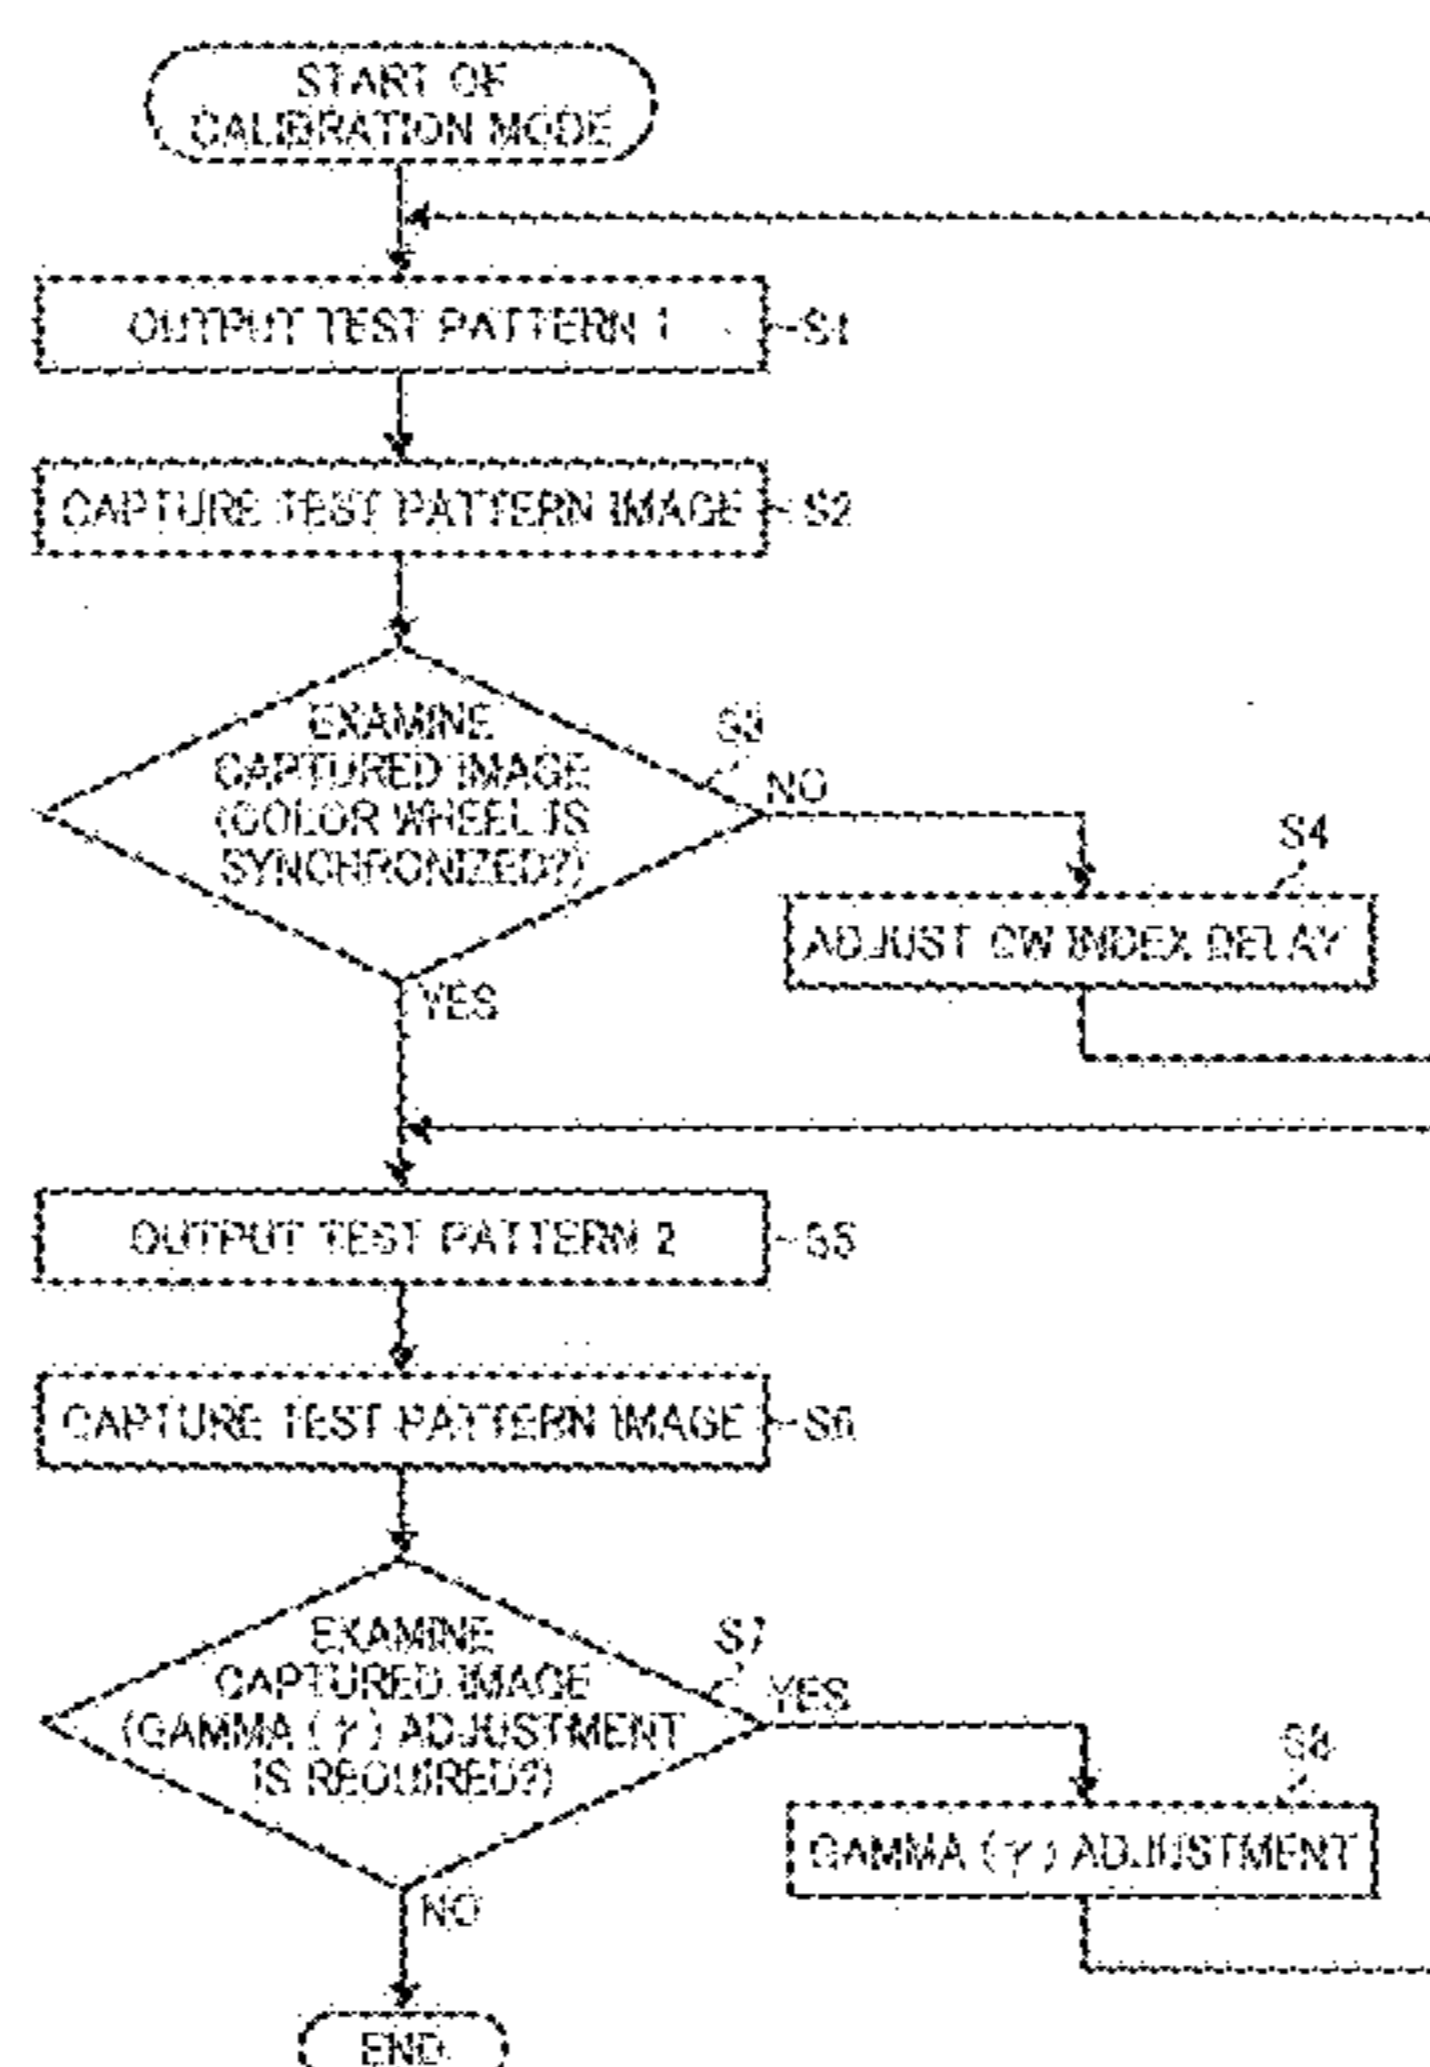 START OF
CALIBRATION MODE
OUTPUT TEST PATTERN 1
S1
CAPTURE TEST PATTERN IMAGE
S2
EXAMINE
CAPTURED IMAGE
(COLOR WHEEL IS
SYNCHRONIZED?)
S3
NO
S4
ADJUST CW INDEX DELAY
YES
OUTPUT TEST PATTERN 2
S5
CAPTURE TEST PATTERN IMAGE
S6
EXAMINE
CAPTURED IMAGE
(GAMMA (γ) ADJUSTMENT
IS REQUIRED?)
S7
YES
S8
GAMMA (γ) ADJUSTMENT
NO
END